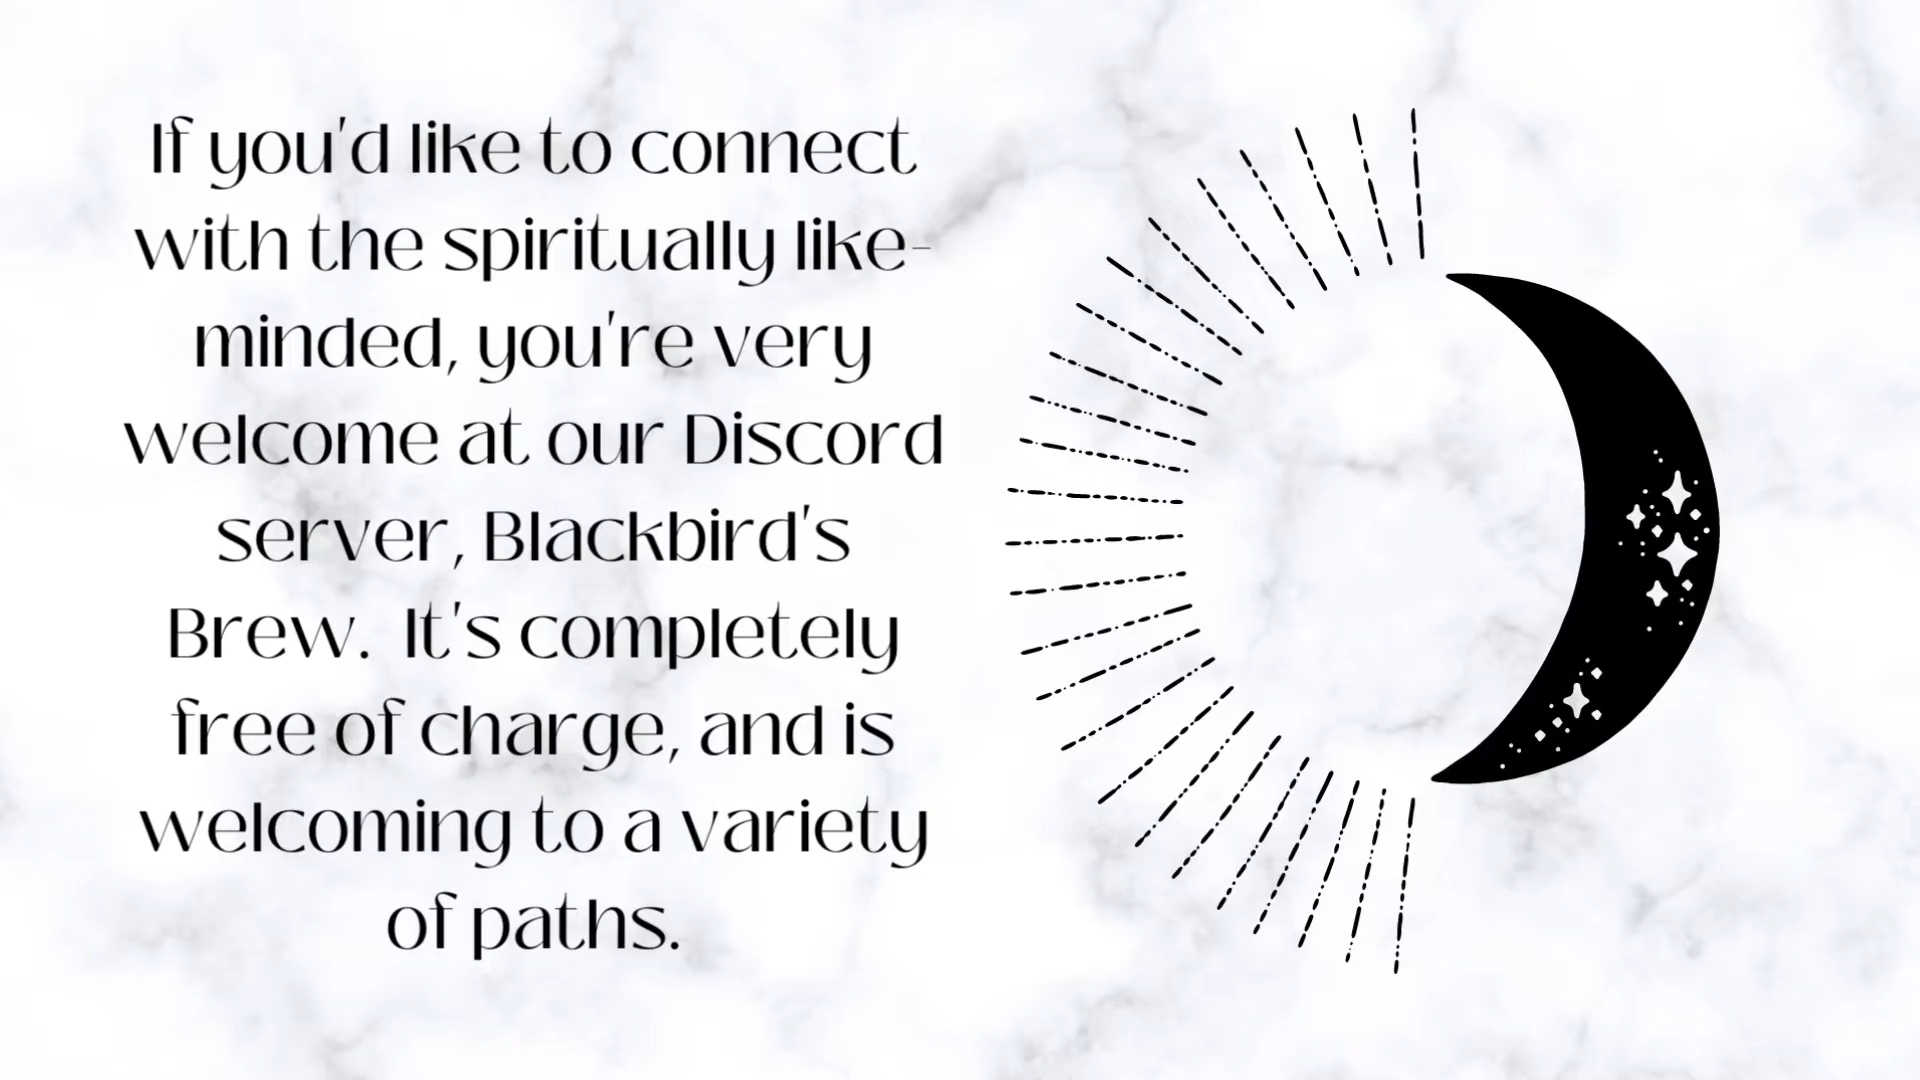 If you'd like to connect
with the spiritually like-
minded, you're very
welcome at our Discord
server, Blackbird's
Brew.  It's completely
free of charge, and is
welcoming to a variety
of paths.